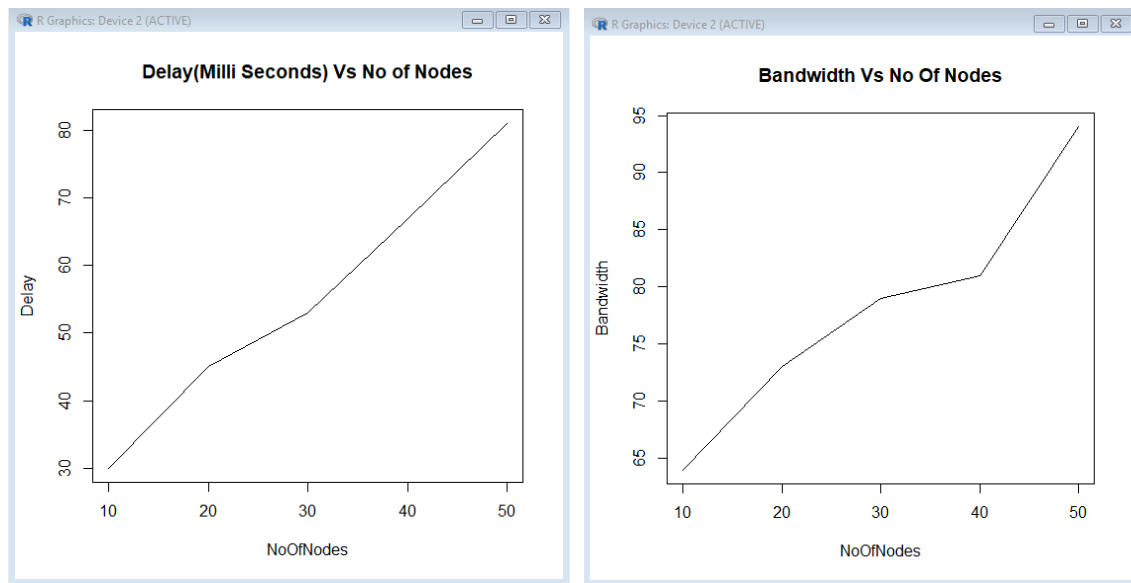 R Graphics: Device 2 (ACTIVE)
Delay(Milli Seconds) Vs No of Nodes
Delay
80
70
60
50
40
30
10 20 30 40 50
NoOfNodes
R Graphics: Device 2 (ACTIVE)
Bandwidth Vs No Of Nodes
Bandwidth
95
90
85
80
75
70
65
10 20 30 40 50
NoOfNodes